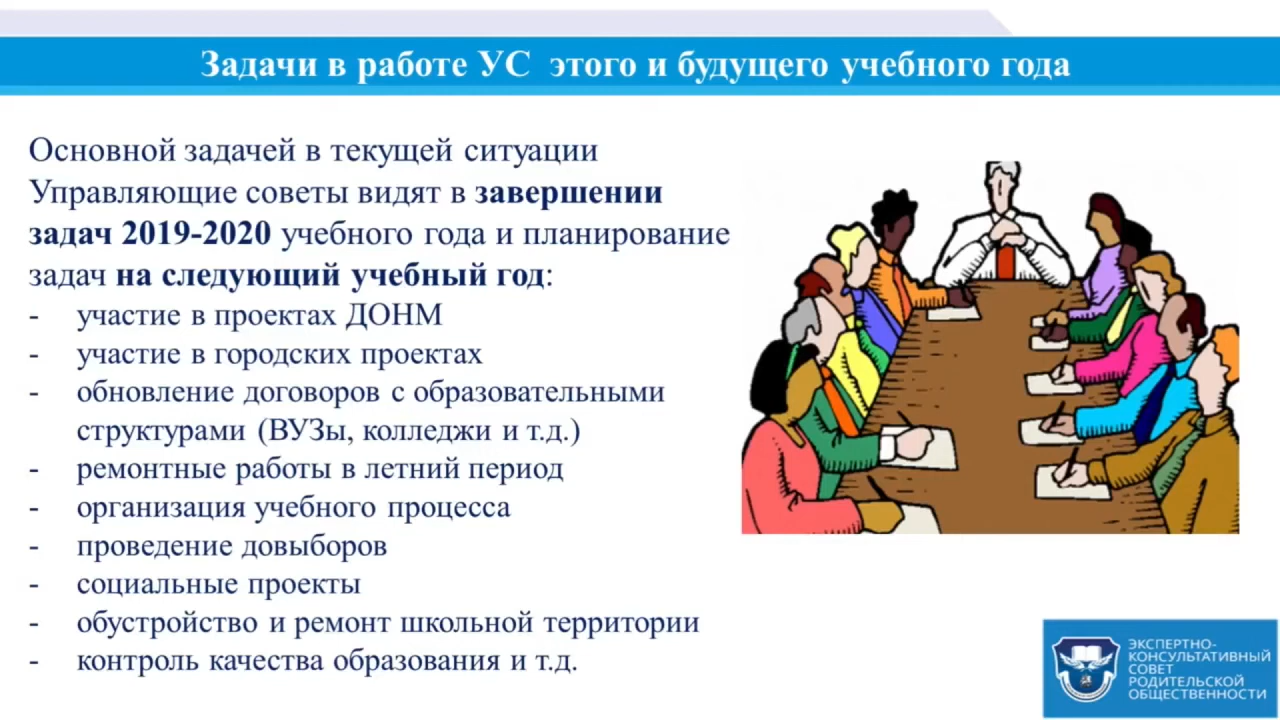 Задачи в работе УС этого и будущего учебного года
Основной задачей в текущей ситуации
Управляющие советы видят в завершении
задач 2019-2020 учебного года и планирование
задач на следующий учебный год:
- участие в проектах ДОНМ
- участие в городских проектах
- обновление договоров с образовательными
структурами (ВУЗы, колледжи и т.д.)
- ремонтные работы в летний период
- организация учебного процесса
- проведение довыборов
- социальные проекты
- обустройство и ремонт школьной территории
- контроль качества образования и т.д.
ЭКСПЕРТНО-
КОНСУЛЬТАТИВНЫЙ
СОВЕТ
РОДИТЕЛЬСКОЙ
ОБЩЕСТВЕННОСТИ